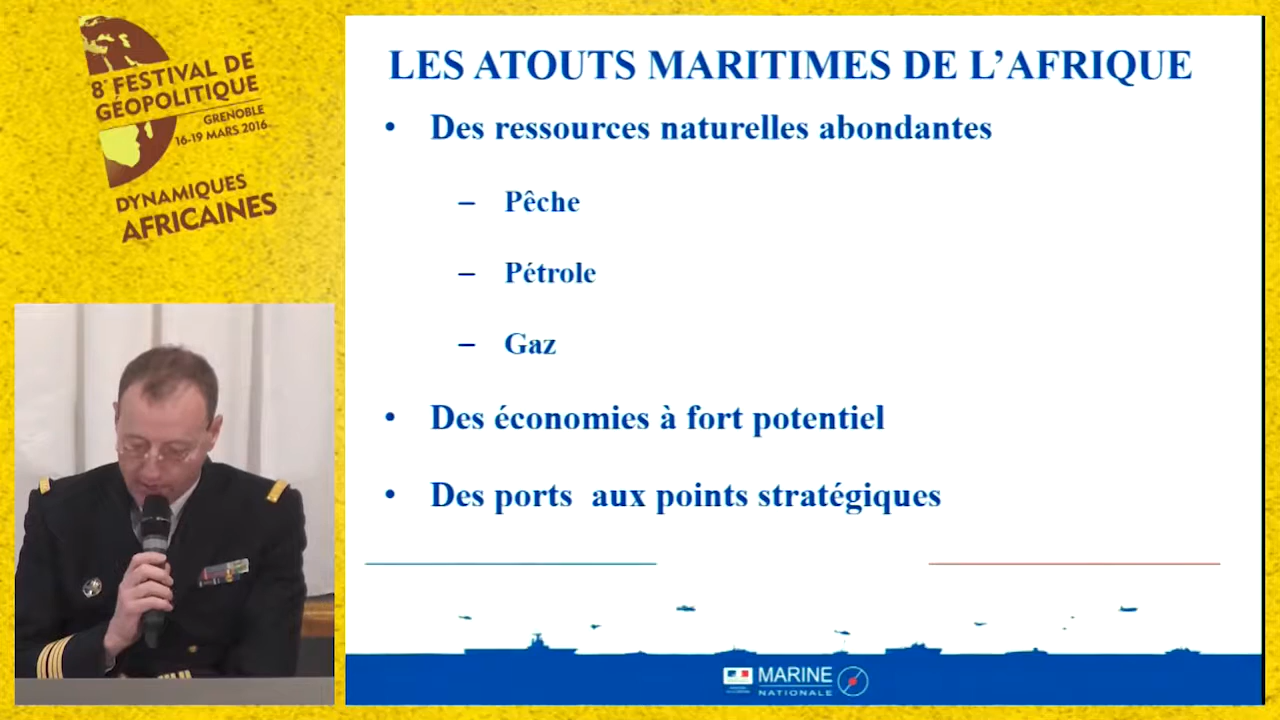 8e FESTIVAL DE
GÉOPOLITIQUE
GRENOBLE
16-19 MARS 2016
DYNAMIQUES
AFRICAINES
LES ATOUTS MARITIMES DE L’AFRIQUE
• Des ressources naturelles abondantes
– Pêche
– Pétrole
– Gaz
• Des économies à fort potentiel
• Des ports aux points stratégiques
MARINE
NATIONALE